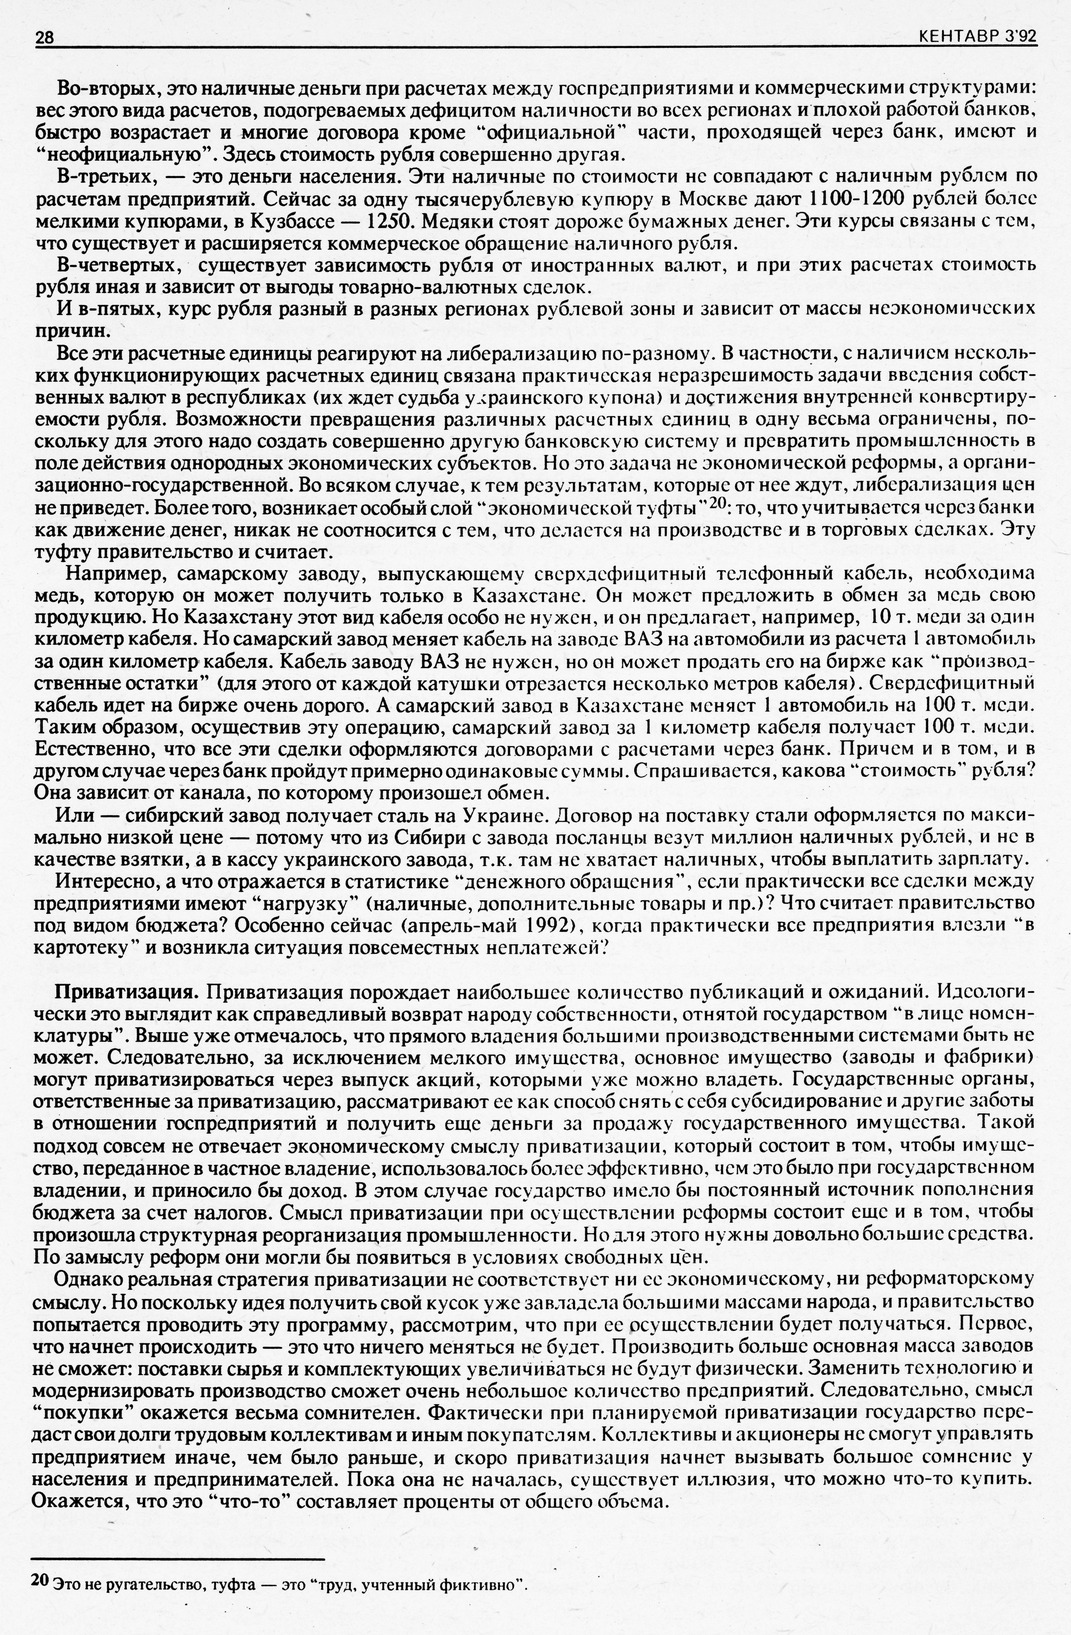 28
КЕНТАВР 3'92
Во-вторых, это наличные деньги при расчетах между госпредприятиями и коммерческими структурами:
вес этого вида расчетов, подогреваемых дефицитом наличности во всех регионах и плохой работой банков,
быстро возрастает и многие договора кроме “официальной” части, проходящей через банк, имеют и
“неофициальную”. Здесь стоимость рубля совершенно другая.
В-третьих, — это деньги населения. Эти наличные по стоимости не совпадают с наличным рублем по
расчетам предприятий. Сейчас за одну тысячерублевую купюру в Москве дают 1100-1200 рублей более
мелкими купюрами, в Кузбассе — 1250. Медяки стоят дороже бумажных денег. Эти курсы связаны с тем,
что существует и расширяется коммерческое обращение наличного рубля.
В-четвертых, существует зависимость рубля от иностранных валют, и при этих расчетах стоимость
рубля иная и зависит от выгоды товарно-валютных сделок.
И в-пятых, курс рубля разный в разных регионах рублевой зоны и зависит от массы неэкономических
причин.
Все эти расчетные единицы реагируют на либерализацию по-разному. В частности, с наличием несколь-
ких функционирующих расчетных единиц связана практическая неразрешимость задачи введения собст-
венных валют в республиках (их ждет судьба украинского купона) и достижения внутренней конвертиру-
емости рубля. Возможности превращения различных расчетных единиц в одну весьма ограничены, по-
скольку для этого надо создать совершенно другую банковскую систему и превратить промышленность в
поле действия однородных экономических субъектов. Но это задача не экономической реформы, а органи-
зационно-государственной. Во всяком случае, к тем результатам, которые от нее ждут, либерализация цен
не приведет. Более того, возникает особый слой “экономической туфты”20: то, что учитывается через банки
как движение денег, никак не соотносится с тем, что делается на производстве и в торговых сделках. Эту
туфту правительство и считает.
Например, самарскому заводу, выпускающему сверхдефицитный телефонный кабель, необходима
медь, которую он может получить только в Казахстане. Он может предложить в обмен за медь свою
продукцию. Но Казахстану этот вид кабеля особо не нужен, и он предлагает, например, 10 т. меди за один
километр кабеля. Но самарский завод меняет кабель на заводе ВАЗ на автомобили из расчета 1 автомобиль
за один километр кабеля. Кабель заводу ВАЗ не нужен, но он может продать его на бирже как “производ-
ственные остатки” (для этого от каждой катушки отрезается несколько метров кабеля). Свердефицитный
кабель идет на бирже очень дорого. А самарский завод в Казахстане меняет 1 автомобиль на 100 т. меди.
Таким образом, осуществив эту операцию, самарский завод за 1 километр кабеля получает 100 т. меди.
Естественно, что все эти сделки оформляются договорами с расчетами через банк. Причем и в том, и в
другом случае через банк пройдут примерно одинаковые суммы. Спрашивается, какова “стоимость” рубля?
Она зависит от канала, по которому произошел обмен.
Или — сибирский завод получает сталь на Украине. Договор на поставку стали оформляется по макси-
мально низкой цене — потому что из Сибири с завода посланцы везут миллион наличных рублей, и не в
качестве взятки, а в кассу украинского завода, т.к. там не хватает наличных, чтобы выплатить зарплату.
Интересно, а что отражается в статистике “денежного обращения”, если практически все сделки между
предприятиями имеют “нагрузку” (наличные, дополнительные товары и пр.)? Что считает правительство
под видом бюджета? Особенно сейчас (апрель-май 1992), когда практически все предприятия влезли “в
картотеку” и возникла ситуация повсеместных неплатежей?
Приватизация. Приватизация порождает наибольшее количество публикаций и ожиданий. Идеологи-
чески это выглядит как справедливый возврат народу собственности, отнятой государством “в лице номен-
клатуры”. Выше уже отмечалось, что прямого владения большими производственными системами быть не
может. Следовательно, за исключением мелкого имущества, основное имущество (заводы и фабрики)
могут приватизироваться через выпуск акций, которыми уже можно владеть. Государственные органы,
ответственные за приватизацию, рассматривают ее как способ снять с себя субсидирование и другие заботы
в отношении госпредприятий и получить еще деньги за продажу государственного имущества. Такой
подход совсем не отвечает экономическому смыслу приватизации, который состоит в том, чтобы имуще-
ство, переданное в частное владение, использовалось более эффективно, чем это было при государственном
владении, и приносило бы доход. В этом случае государство имело бы постоянный источник пополнения
бюджета за счет налогов. Смысл приватизации при осуществлении реформы состоит еще и в том, чтобы
произошла структурная реорганизация промышленности. Но для этого нужны довольно большие средства.
По замыслу реформ они могли бы появиться в условиях свободных цен.
Однако реальная стратегия приватизации не соответствует ни ее экономическому, ни реформаторскому
смыслу. Но поскольку идея получить свой кусок уже завладела большими массами народа, и правительство
попытается проводить эту программу, рассмотрим, что при ее осуществлении будет получаться. Первое,
что начнет происходить — это что ничего меняться не будет. Производить больше основная масса заводов
не сможет: поставки сырья и комплектующих увеличиваться не будут физически. Заменить технологию и
модернизировать производство сможет очень небольшое количество предприятий. Следовательно, смысл
“покупки” окажется весьма сомнителен. Фактически при планируемой приватизации государство пере-
даст свои долги трудовым коллективам и иным покупателям. Коллективы и акционеры не смогут управлять
предприятием иначе, чем было раньше, и скоро приватизация начнет вызывать большое сомнение у
населения и предпринимателей. Пока она не началась, существует иллюзия, что можно что-то купить.
Окажется, что это “что-то” составляет проценты от общего объема.
20 Это не ругательство, туфта — это “труд, учтенный фиктивно”.